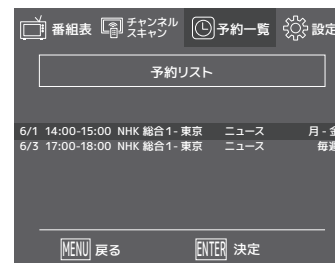 番組表 チャンネルスキャン 予約一覧 設定
予約リスト
6/1 14:00-15:00 NHK 総合1- 東京 ニュース 月 - 金
6/3 17:00-18:00 NHK 総合1- 東京 ニュース 毎週
MENU 戻る ENTER 決定